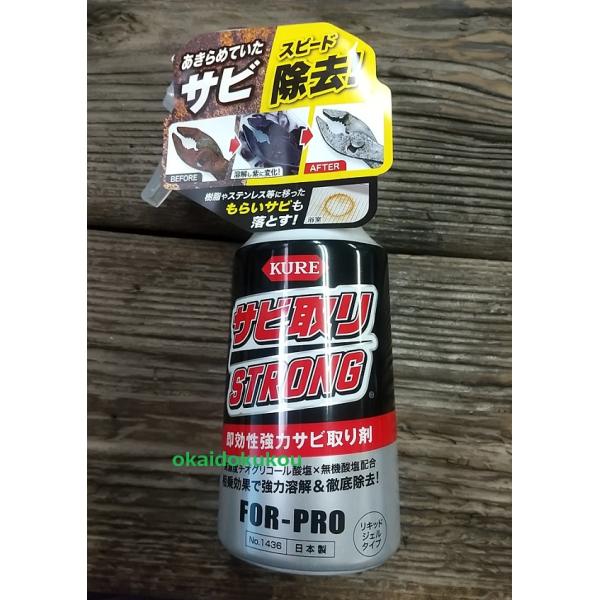 あきらめていた
サビ
スピード
除去!
BEFORE
溶解し紫に変化!
AFTER
樹脂やステンレス等に移った
もらいサビも
落とす!
浴室
KURE
サビ取り
STRONG
即効性強力サビ取り剤
okaidokukou
チオグリコール酸塩×無機酸塩配合
効果で強力溶解&徹底除去!
FOR-PRO
No.1436 日本製
リキッド
ジェル
タイプ